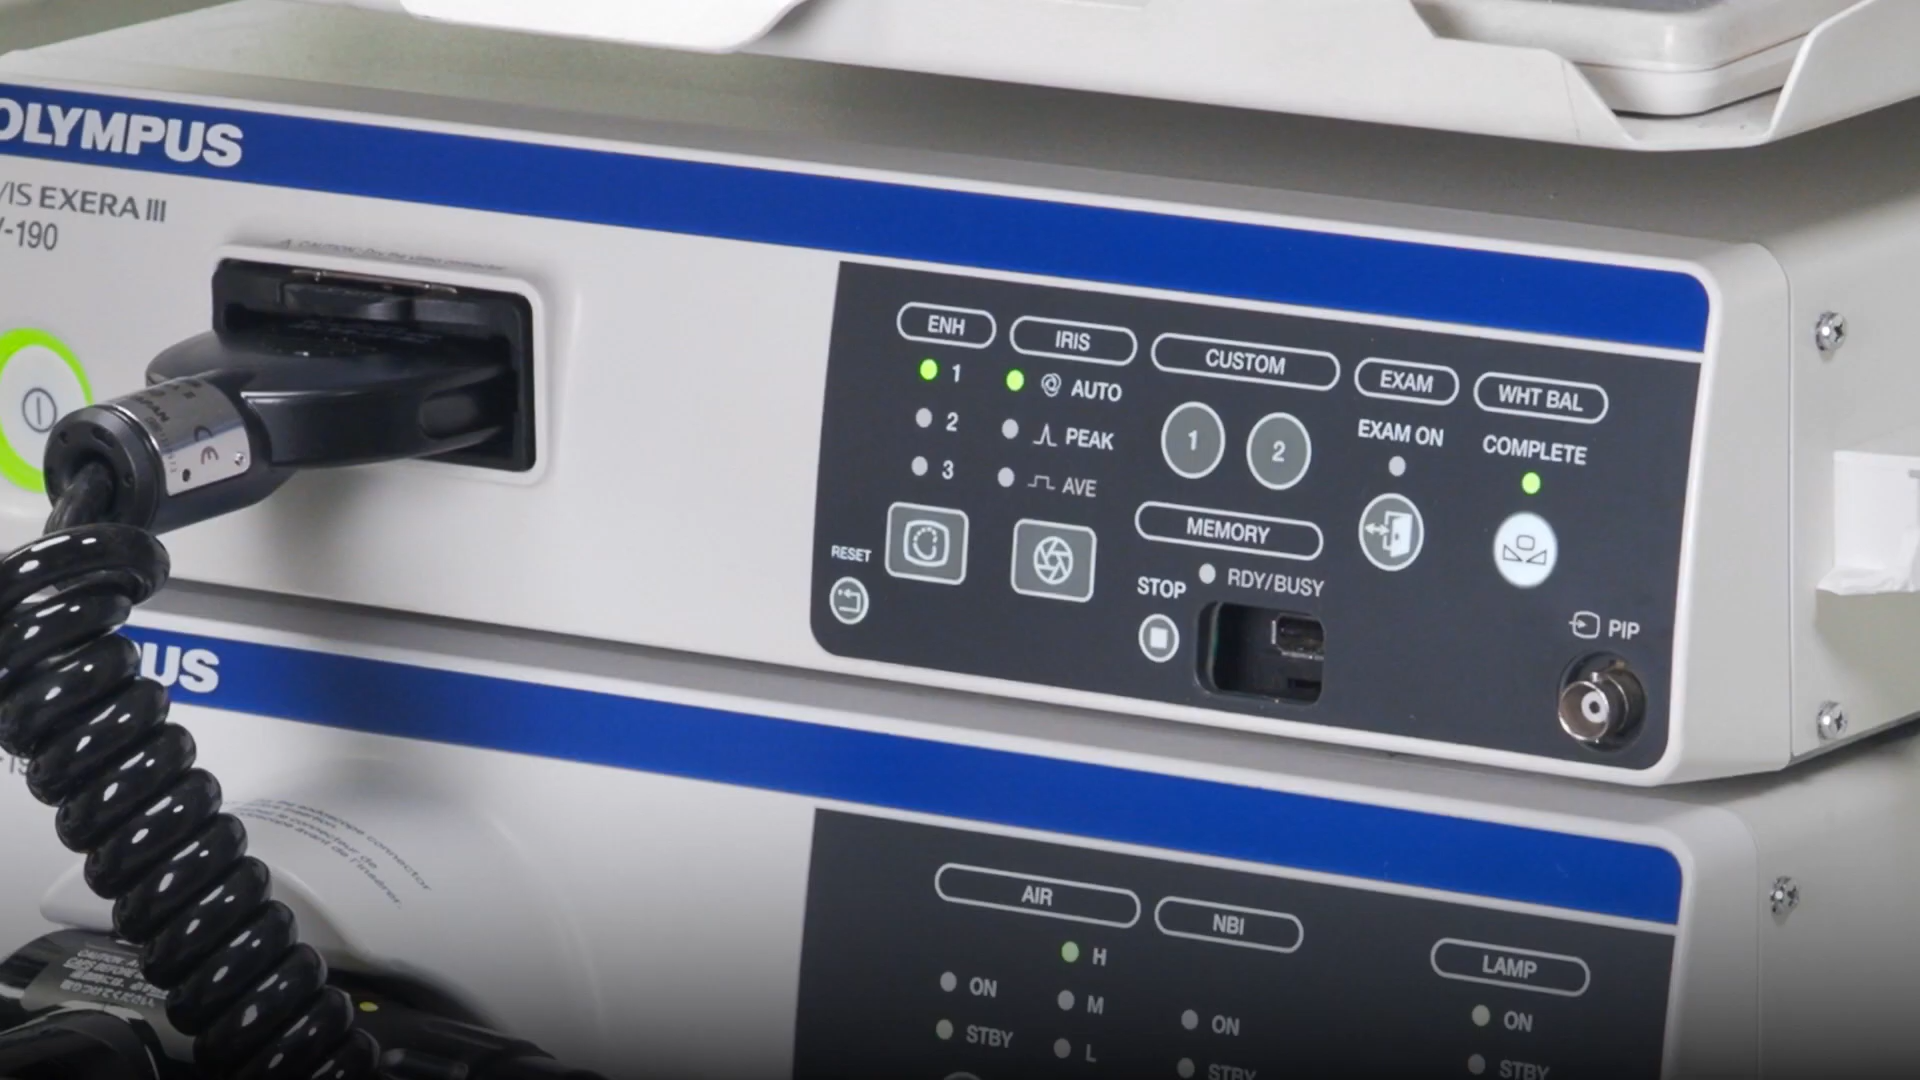 OLYMPUS
VIS EXERA III
-190
ENH
IRIS
CUSTOM
EXAM
WHT BAL
1
2
3
AUTO
PEAK
AVE
1
2
EXAM ON
COMPLETE
MEMORY
RESET
STOP
RDY/BUSY
PIP
JAPAN
CE
US
AIR
NBI
LAMP
H
M
L
ON
STBY
ON
STBY
ON
STBY